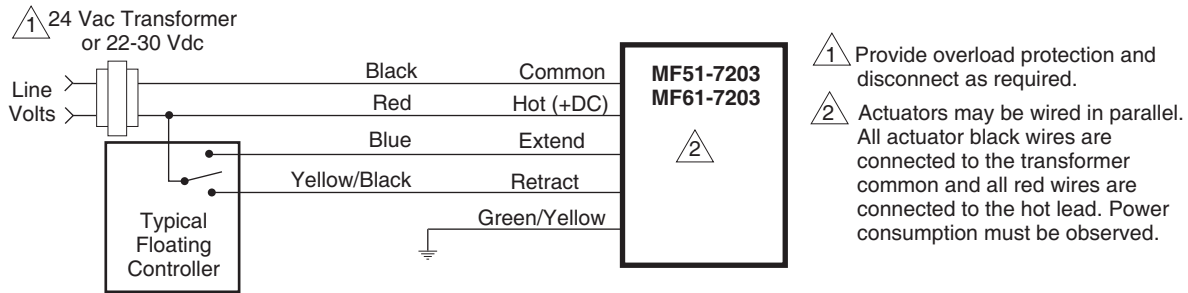 1 24 Vac Transformer
or 22-30 Vdc
Line
Volts
Black Common
Red Hot (+DC)
Blue Extend
Yellow/Black Retract
Green/Yellow
Typical
Floating
Controller
MF51-7203
MF61-7203
2
1 Provide overload protection and
disconnect as required.
2 Actuators may be wired in parallel.
All actuator black wires are
connected to the transformer
common and all red wires are
connected to the hot lead. Power
consumption must be observed.